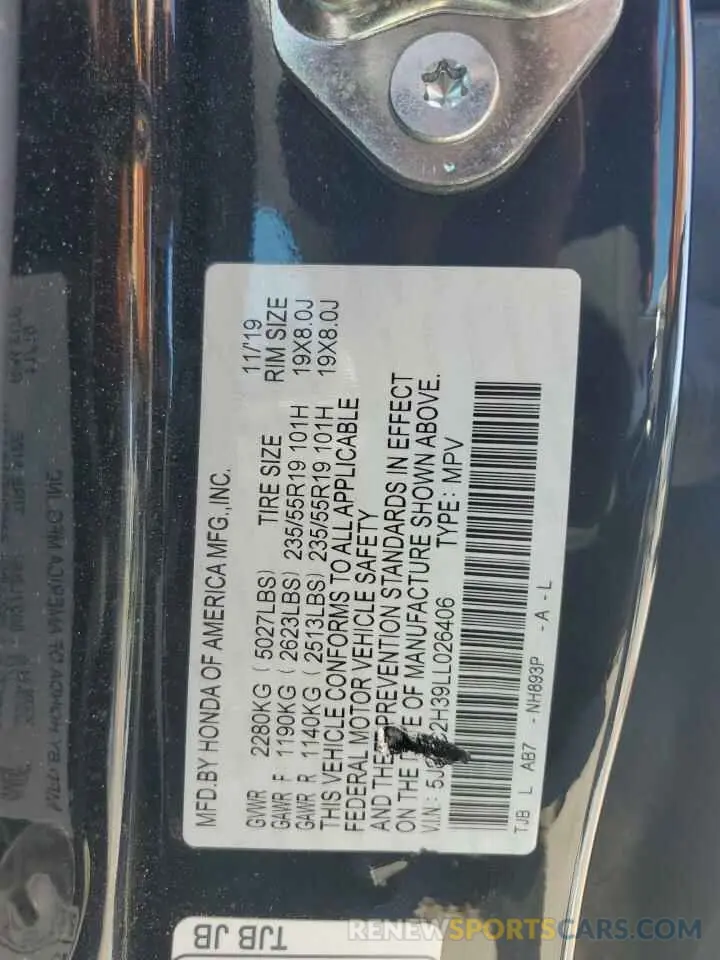 MFD.BY HONDA OF AMERICA MFG.,INC. 11/'19
GVWR 2280KG ( 5027LBS) TIRE SIZE RIM SIZE
GAWR F 1190KG ( 2623LBS) 235/55R19 101H 19X8.0J
GAWR R 1140KG ( 2513LBS) 235/55R19 101H 19X8.0J
THIS VEHICLE CONFORMS TO ALL APPLICABLE
FEDERAL MOTOR VEHICLE SAFETY
AND THEFT PREVENTION STANDARDS IN EFFECT
ON THE DATE OF MANUFACTURE SHOWN ABOVE.
V.I.N.: 5J 2H39LL026406 TYPE : MPV
TJB L AB7 -NH893P -A-L
TJB JB
RENEWSPORTSCARS.COM